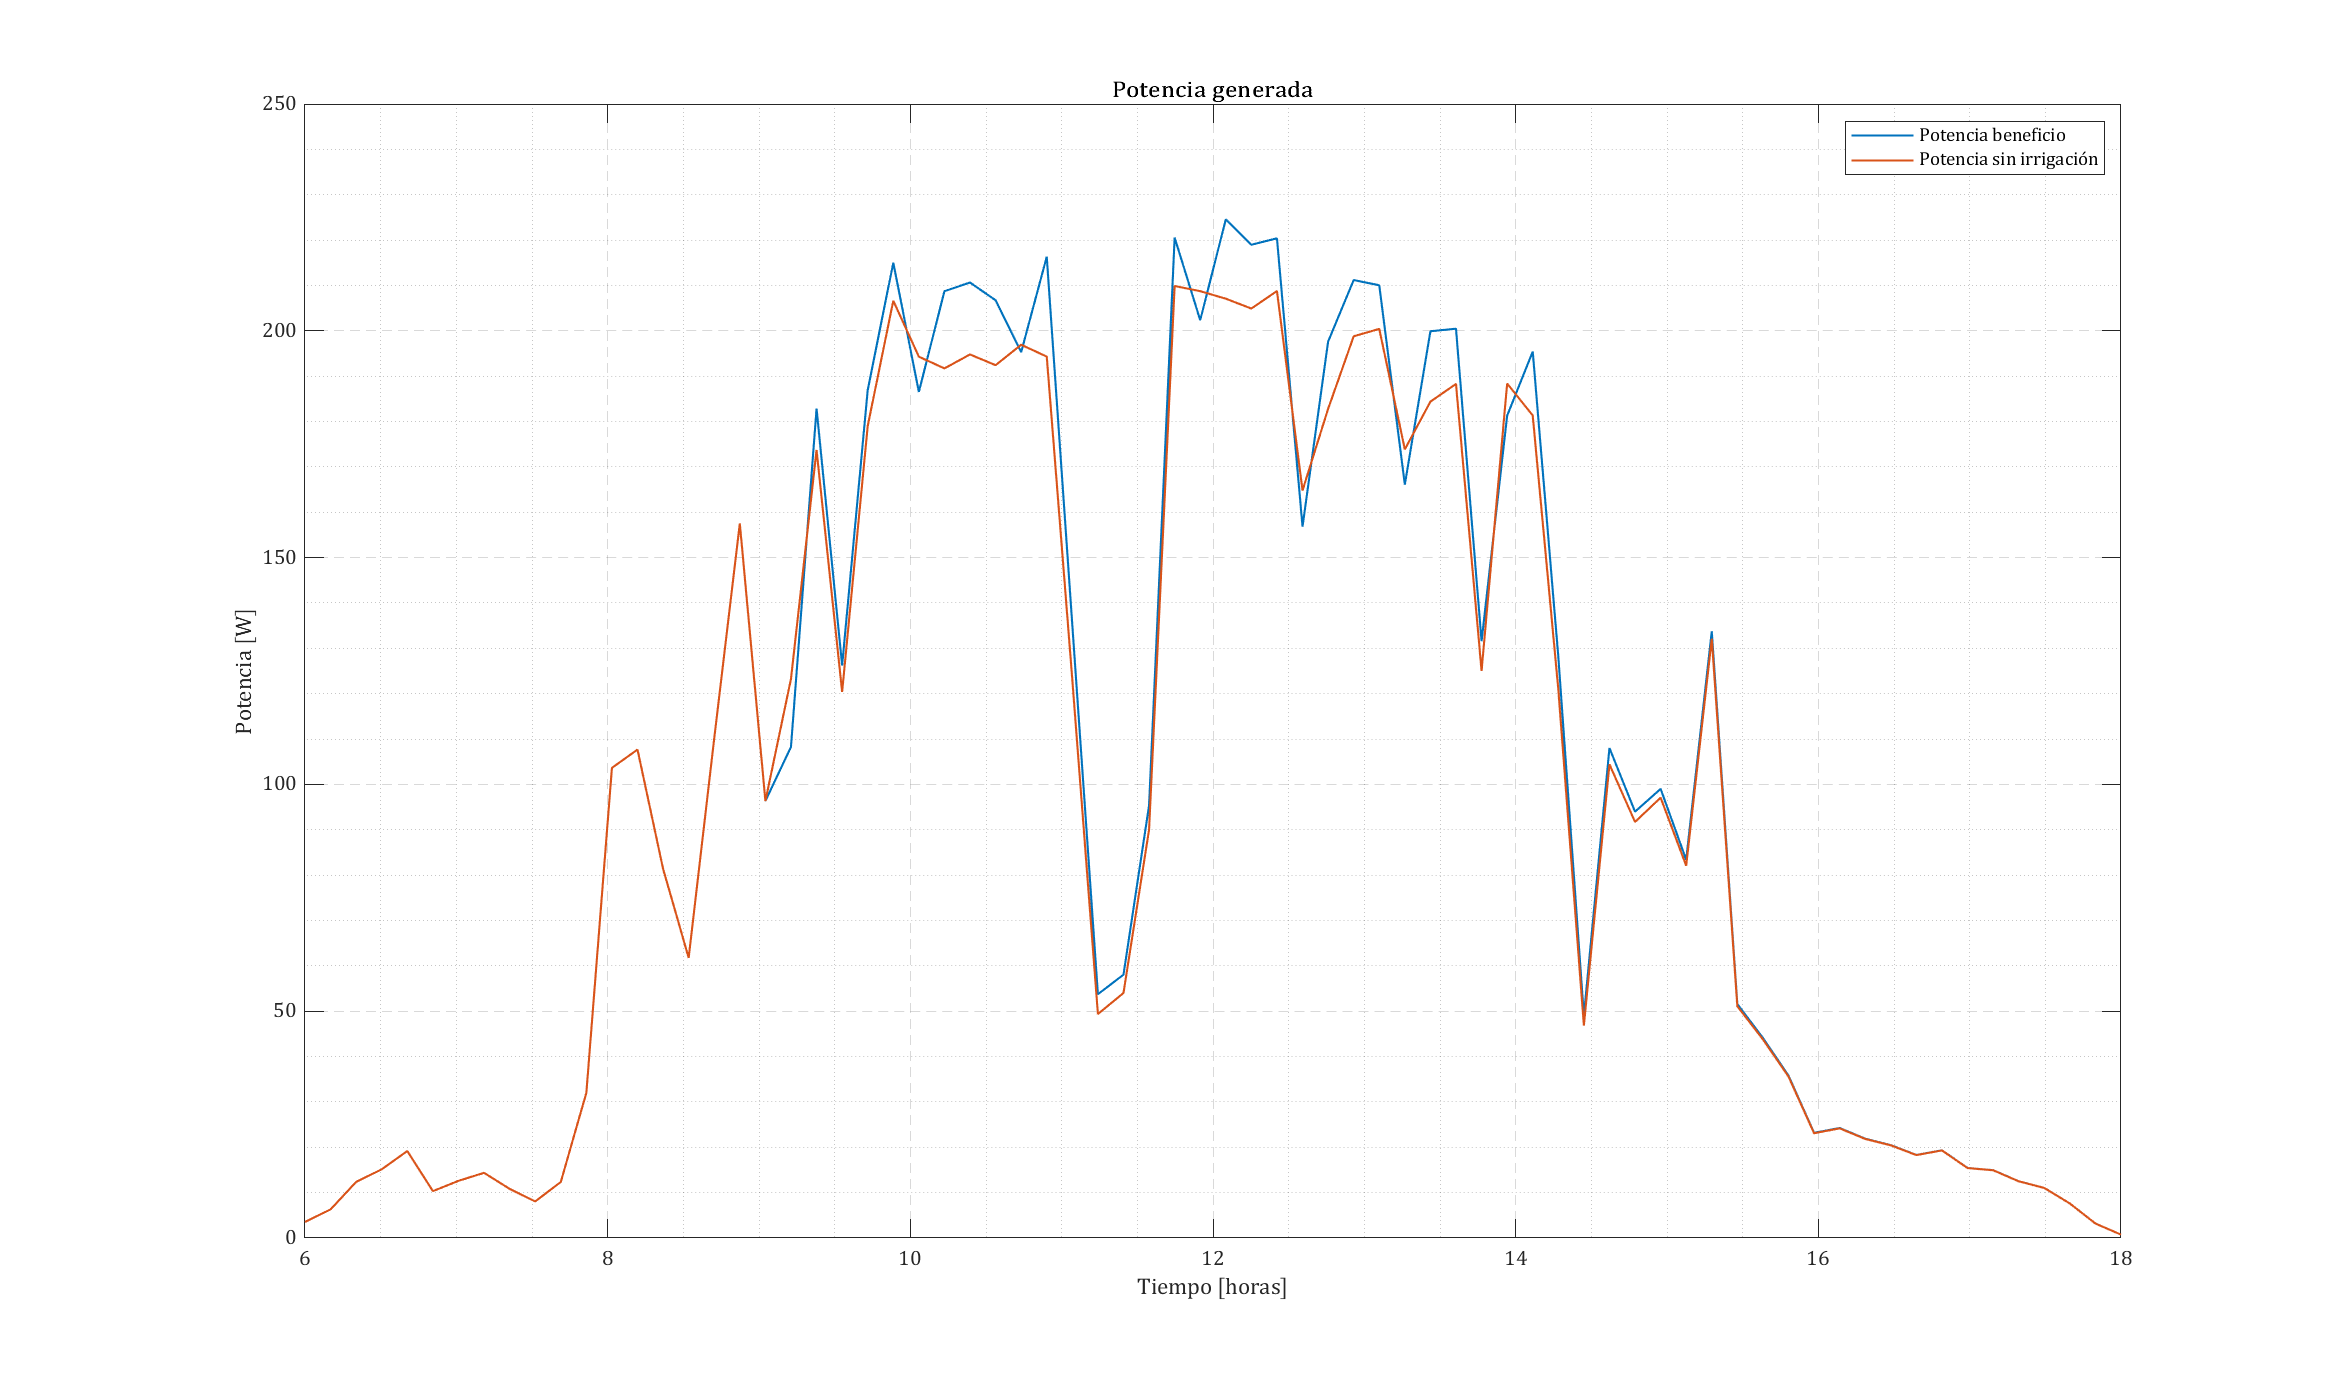 Potencia generada
250
200
150
100
50
0
Potencia [W]
Potencia beneficio
Potencia sin irrigación
6 8 10 12 14 16 18
Tiempo [horas]